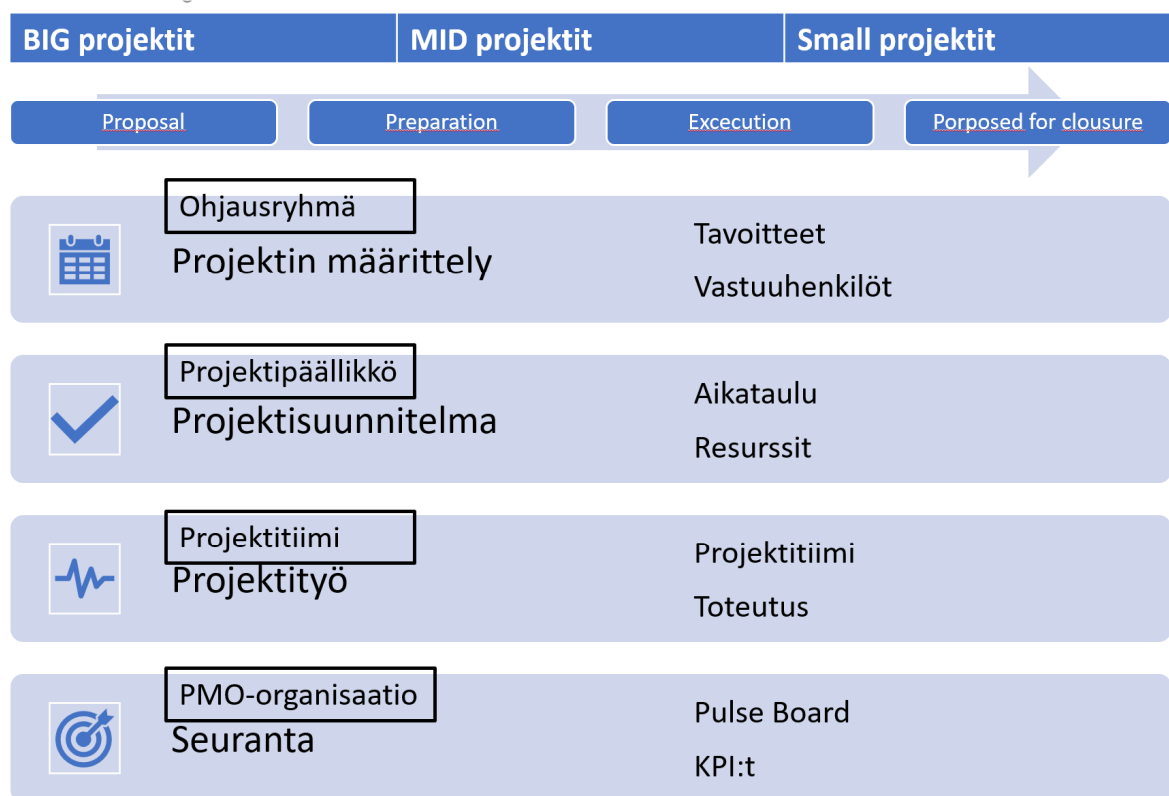 BIG projektit
MID projektit
Small projektit
Proposal
Preparation
Excecution
Porposed for clousure
Ohjausryhmä
Projektin määrittely
Tavoitteet
Vastuuhenkilöt
Projektipäällikkö
Projektisuunnitelma
Aikataulu
Resurssit
Projektitiimi
Projektityö
Projektitiimi
Toteutus
PMO-organisaatio
Seuranta
Pulse Board
KPI:t